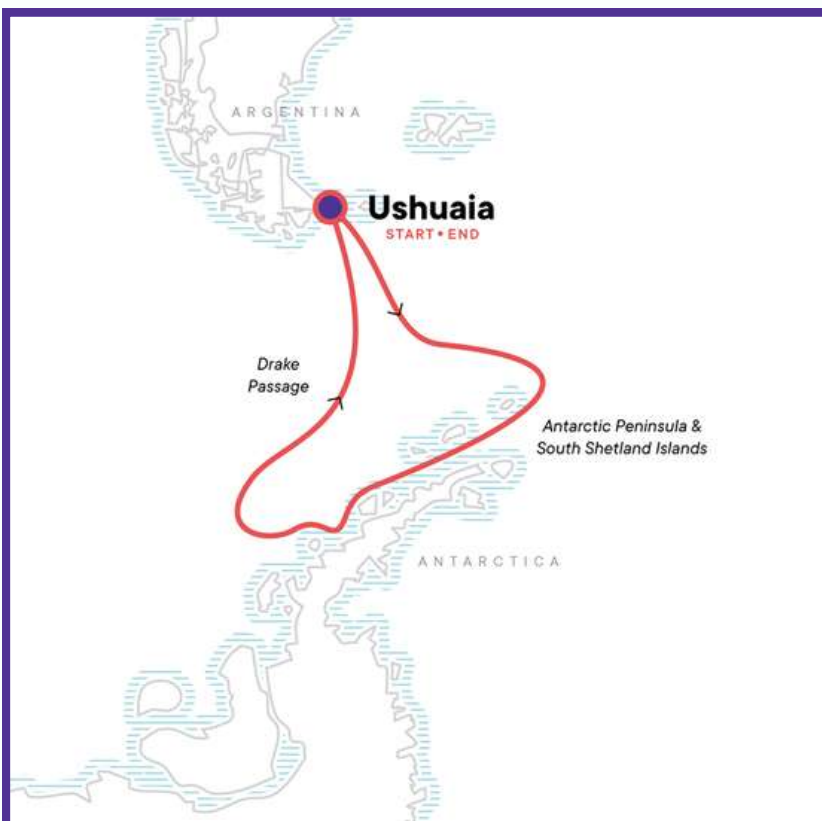 ARGENTINA
Ushuaia
START • END
Drake
Passage
Antarctic Peninsula &
South Shetland Islands
ANTARCTICA